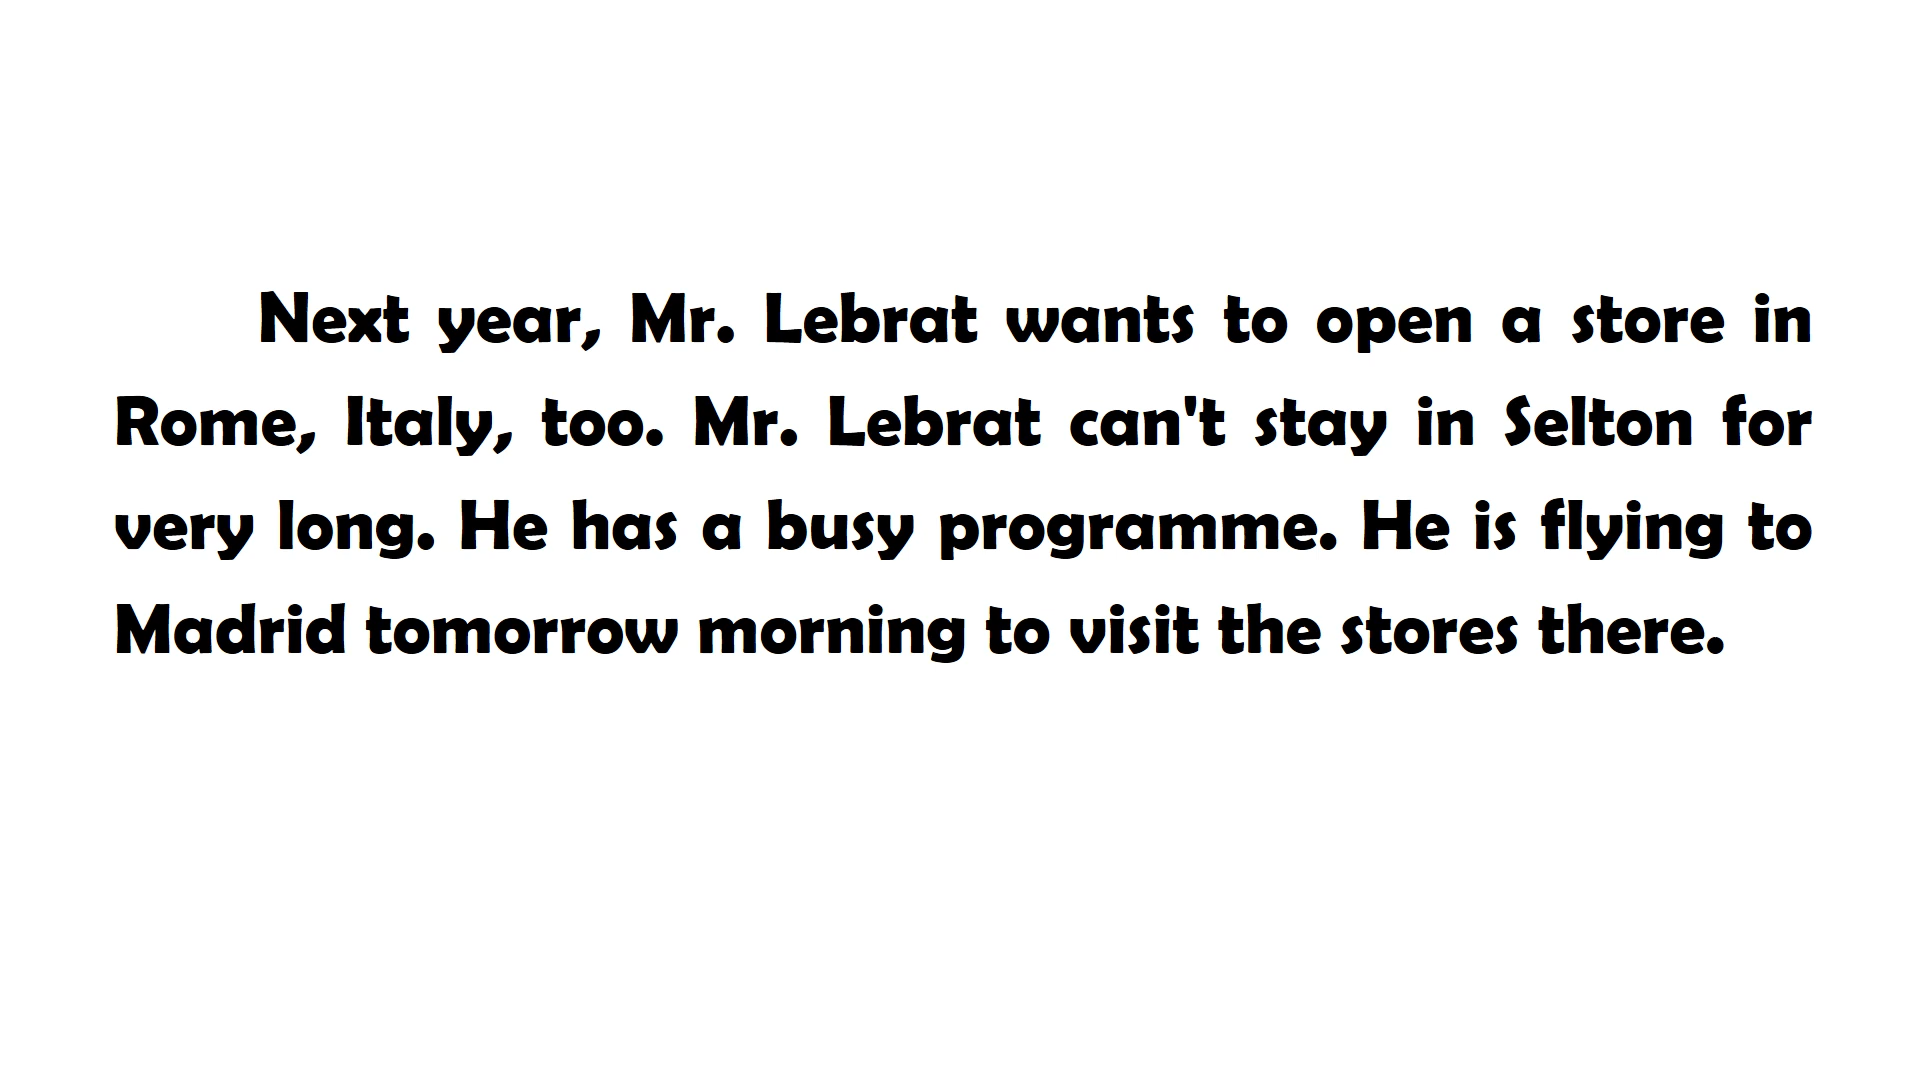 Next year, Mr. Lebrat wants to open a store in
Rome, Italy, too. Mr. Lebrat can't stay in Selton for
very long. He has a busy programme. He is flying to
Madrid tomorrow morning to visit the stores there.